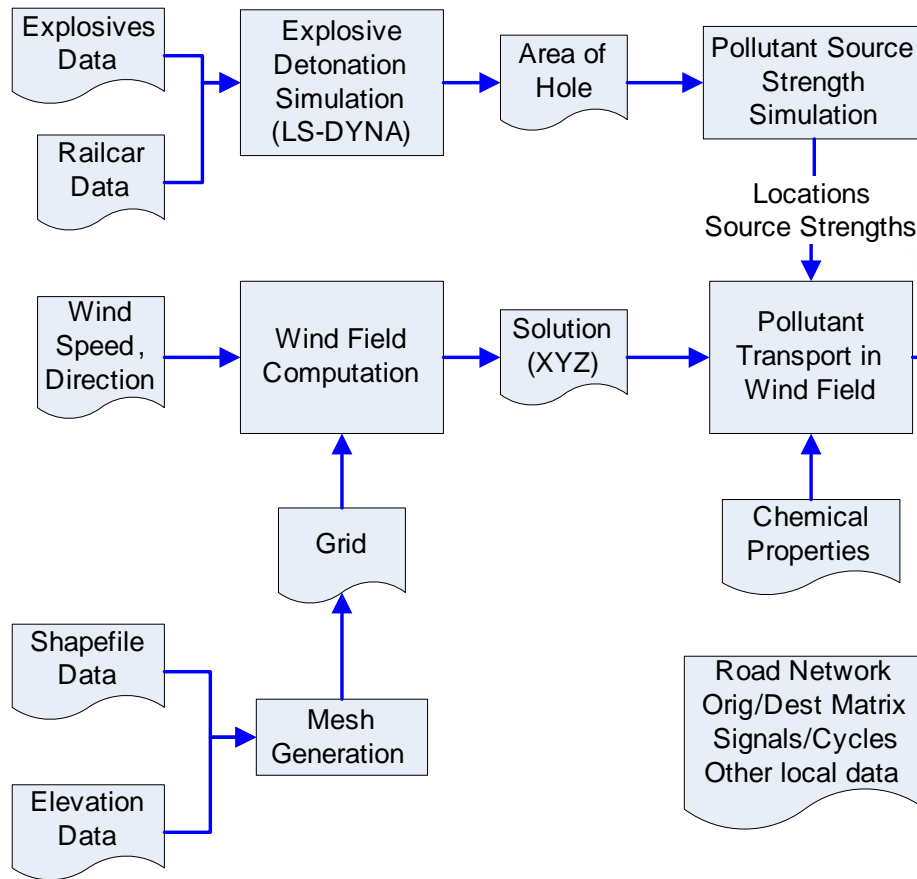 Explosives
Data
Explosive
Detonation
Simulation
(LS-DYNA)
Area of
Hole
Pollutant Source
Strength
Simulation
Railcar
Data
Locations
Source Strengths
Wind
Speed,
Direction
Wind Field
Computation
Solution
(XYZ)
Pollutant
Transport in
Wind Field
Grid
Chemical
Properties
Shapefile
Data
Mesh
Generation
Elevation
Data
Road Network
Orig/Dest Matrix
Signals/Cycles
Other local data